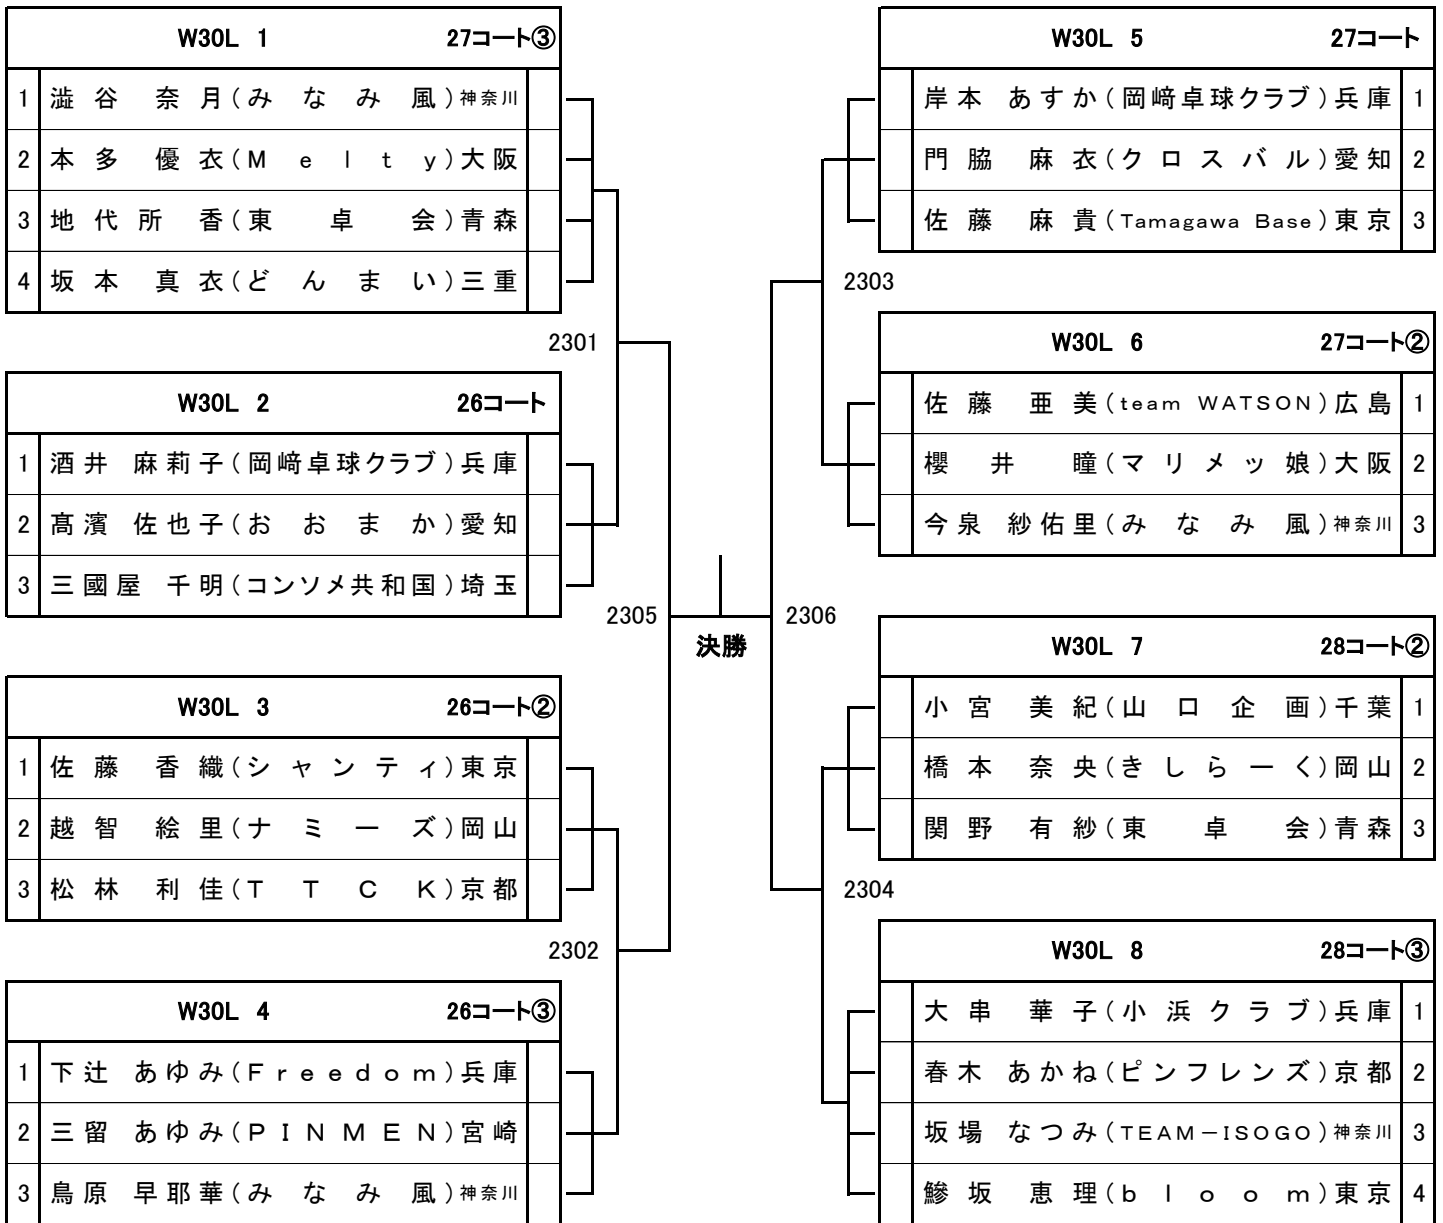 W30L 1 27コート③
1 澁谷 奈月(みなみ風)神奈川
2 本多 優衣(Melty)大阪
3 地代所 香(東卓会)青森
4 坂本 真衣(どんまい)三重
2301
W30L 2 26コート
1 酒井 麻莉子(岡﨑卓球クラブ)兵庫
2 髙濱 佐也子(おおまか)愛知
3 三國屋 千明(コンソメ共和国)埼玉
2305
W30L 3 26コート②
1 佐藤 香織(シャンティ)東京
2 越智 絵里(ナミーズ)岡山
3 松林 利佳(TTCK)京都
2302
W30L 4 26コート③
1 下辻 あゆみ(Freedom)兵庫
2 三留 あゆみ(PINMEN)宮崎
3 鳥原 早耶華(みなみ風)神奈川
決勝
W30L 5 27コート
岸本 あすか(岡﨑卓球クラブ)兵庫 1
門脇 麻衣(クロスバル)愛知 2
佐藤 麻貴(Tamagawa Base)東京 3
2303
W30L 6 27コート②
佐藤 亜美(team WATSON)広島 1
櫻井 瞳(マリメッ娘)大阪 2
今泉 紗佑里(みなみ風)神奈川 3
2306
W30L 7 28コート②
小宮 美紀(山口企画)千葉 1
橋本 奈央(きしらーく)岡山 2
関野 有紗(東卓会)青森 3
2304
W30L 8 28コート③
大串 華子(小浜クラブ)兵庫 1
春木 あかね(ピンフレンズ)京都 2
坂場 なつみ(TEAM－ISOGO)神奈川 3
鰺坂 恵理(bloom)東京 4